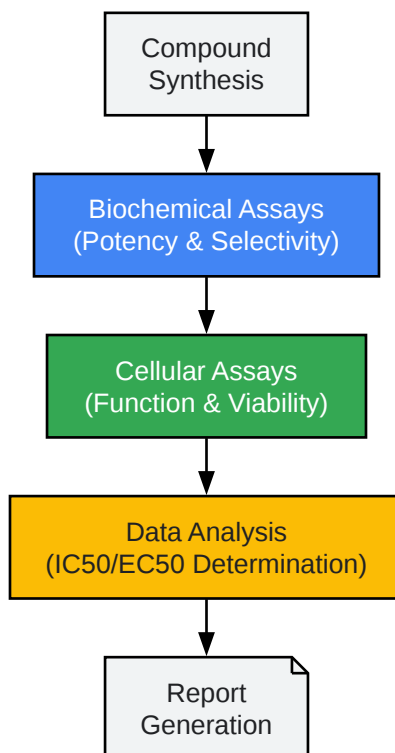 Compound
Synthesis
Biochemical Assays
(Potency & Selectivity)
Cellular Assays
(Function & Viability)
Data Analysis
(IC50/EC50 Determination)
Report
Generation